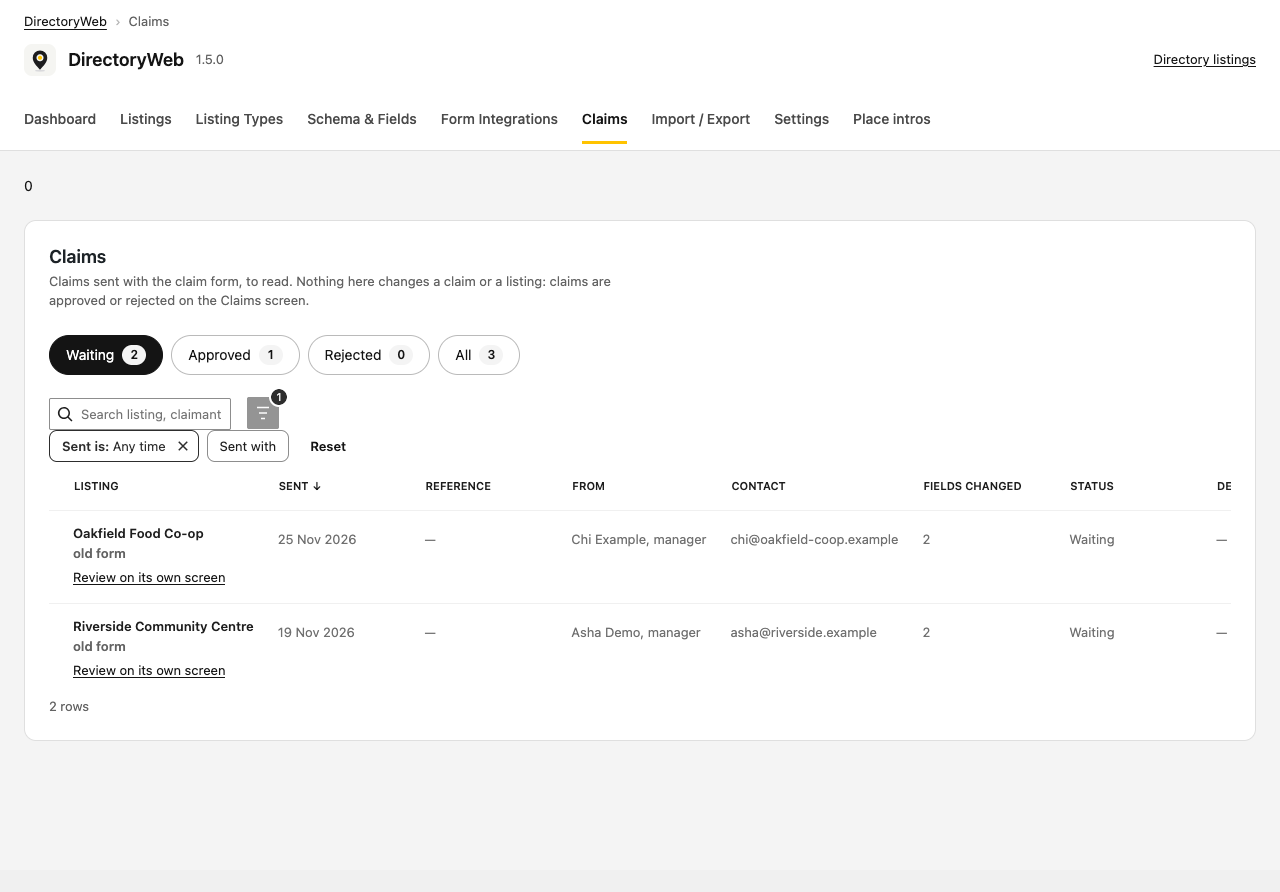 DirectoryWeb › Claims
DirectoryWeb 1.5.0
Directory listings
Dashboard Listings Listing Types Schema & Fields Form Integrations Claims Import / Export Settings Place intros
0
Claims
Claims sent with the claim form, to read. Nothing here changes a claim or a listing: claims are
approved or rejected on the Claims screen.
Waiting 2 Approved 1 Rejected 0 All 3
Search listing, claimant
1
Sent is: Any time ✕ Sent with Reset
LISTING SENT ↓ REFERENCE FROM CONTACT FIELDS CHANGED STATUS DE
Oakfield Food Co-op 25 Nov 2026 — Chi Example, manager chi@oakfield-coop.example 2 Waiting —
old form
Review on its own screen
Riverside Community Centre 19 Nov 2026 — Asha Demo, manager asha@riverside.example 2 Waiting —
old form
Review on its own screen
2 rows